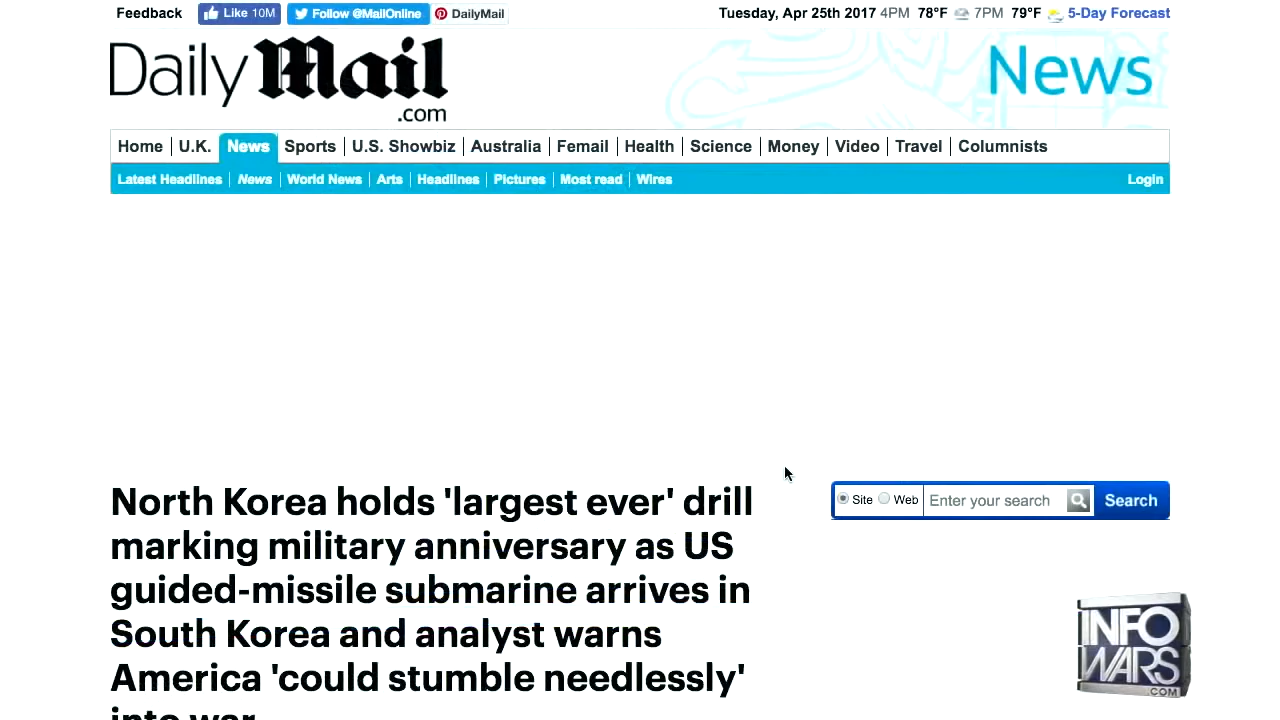 Feedback Like 10M Follow @MailOnline DailyMail Tuesday, Apr 25th 2017 4PM 78°F 7PM 79°F 5-Day Forecast
Daily Mail
.com
News
Home U.K. News Sports U.S. Showbiz Australia Femail Health Science Money Video Travel Columnists
Latest Headlines News World News Arts Headlines Pictures Most read Wires Login
North Korea holds 'largest ever' drill
marking military anniversary as US
guided-missile submarine arrives in
South Korea and analyst warns
America 'could stumble needlessly'
into war
Site Web Enter your search Search
INFO
WARS
.COM